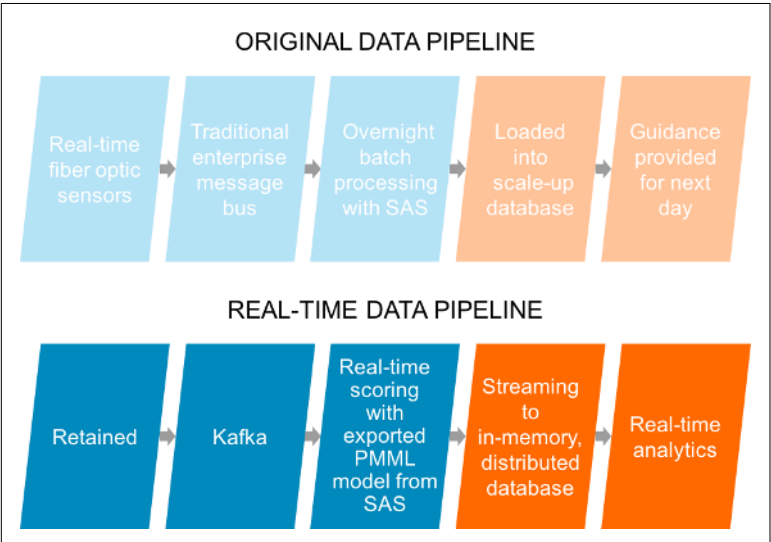 ORIGINAL DATA PIPELINE
Real-time
fiber optic
sensors
Traditional
enterprise
message
bus
Overnight
batch
processing
with SAS
Loaded
into
scale-up
database
Guidance
provided
for next
day
REAL-TIME DATA PIPELINE
Retained
Kafka
Real-time
scoring
with
exported
PMML
model from
SAS
Streaming
to
in-memory,
distributed
database
Real-time
analytics